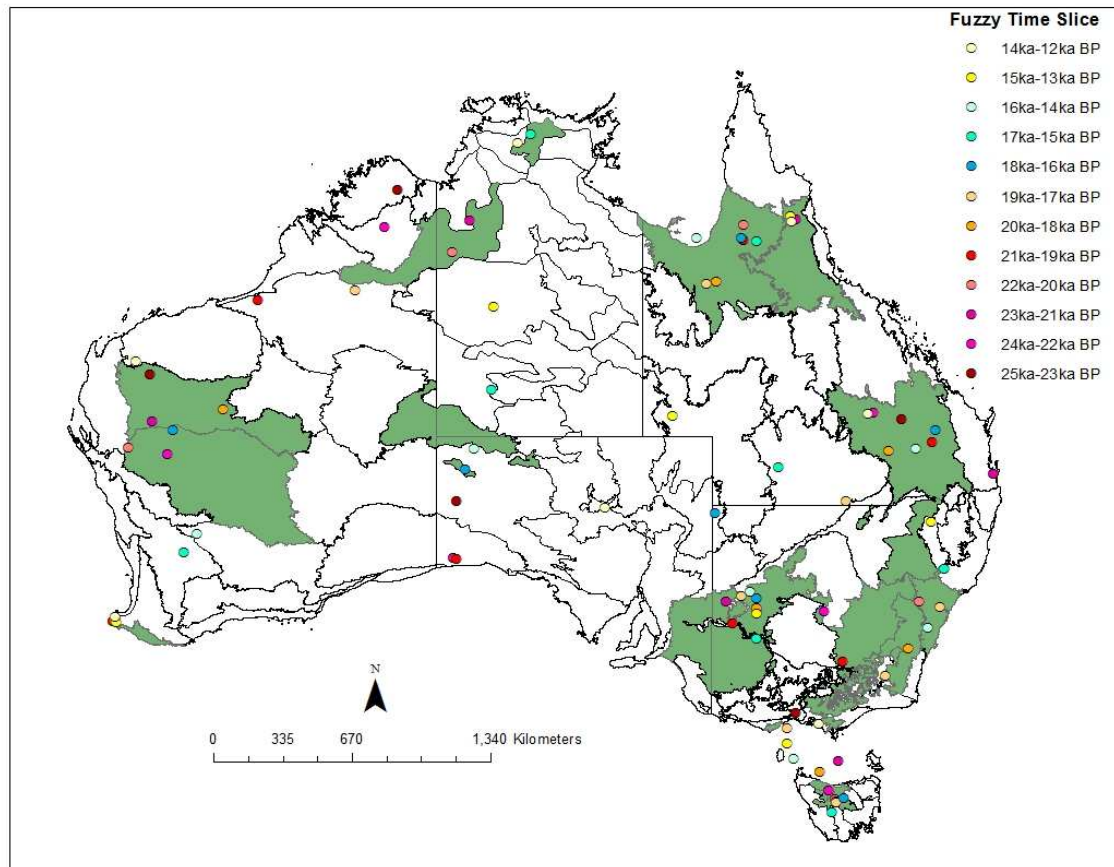 Fuzzy Time Slice
14ka-12ka BP
15ka-13ka BP
16ka-14ka BP
17ka-15ka BP
18ka-16ka BP
19ka-17ka BP
20ka-18ka BP
21ka-19ka BP
22ka-20ka BP
23ka-21ka BP
24ka-22ka BP
25ka-23ka BP
N
0 335 670 1,340 Kilometers